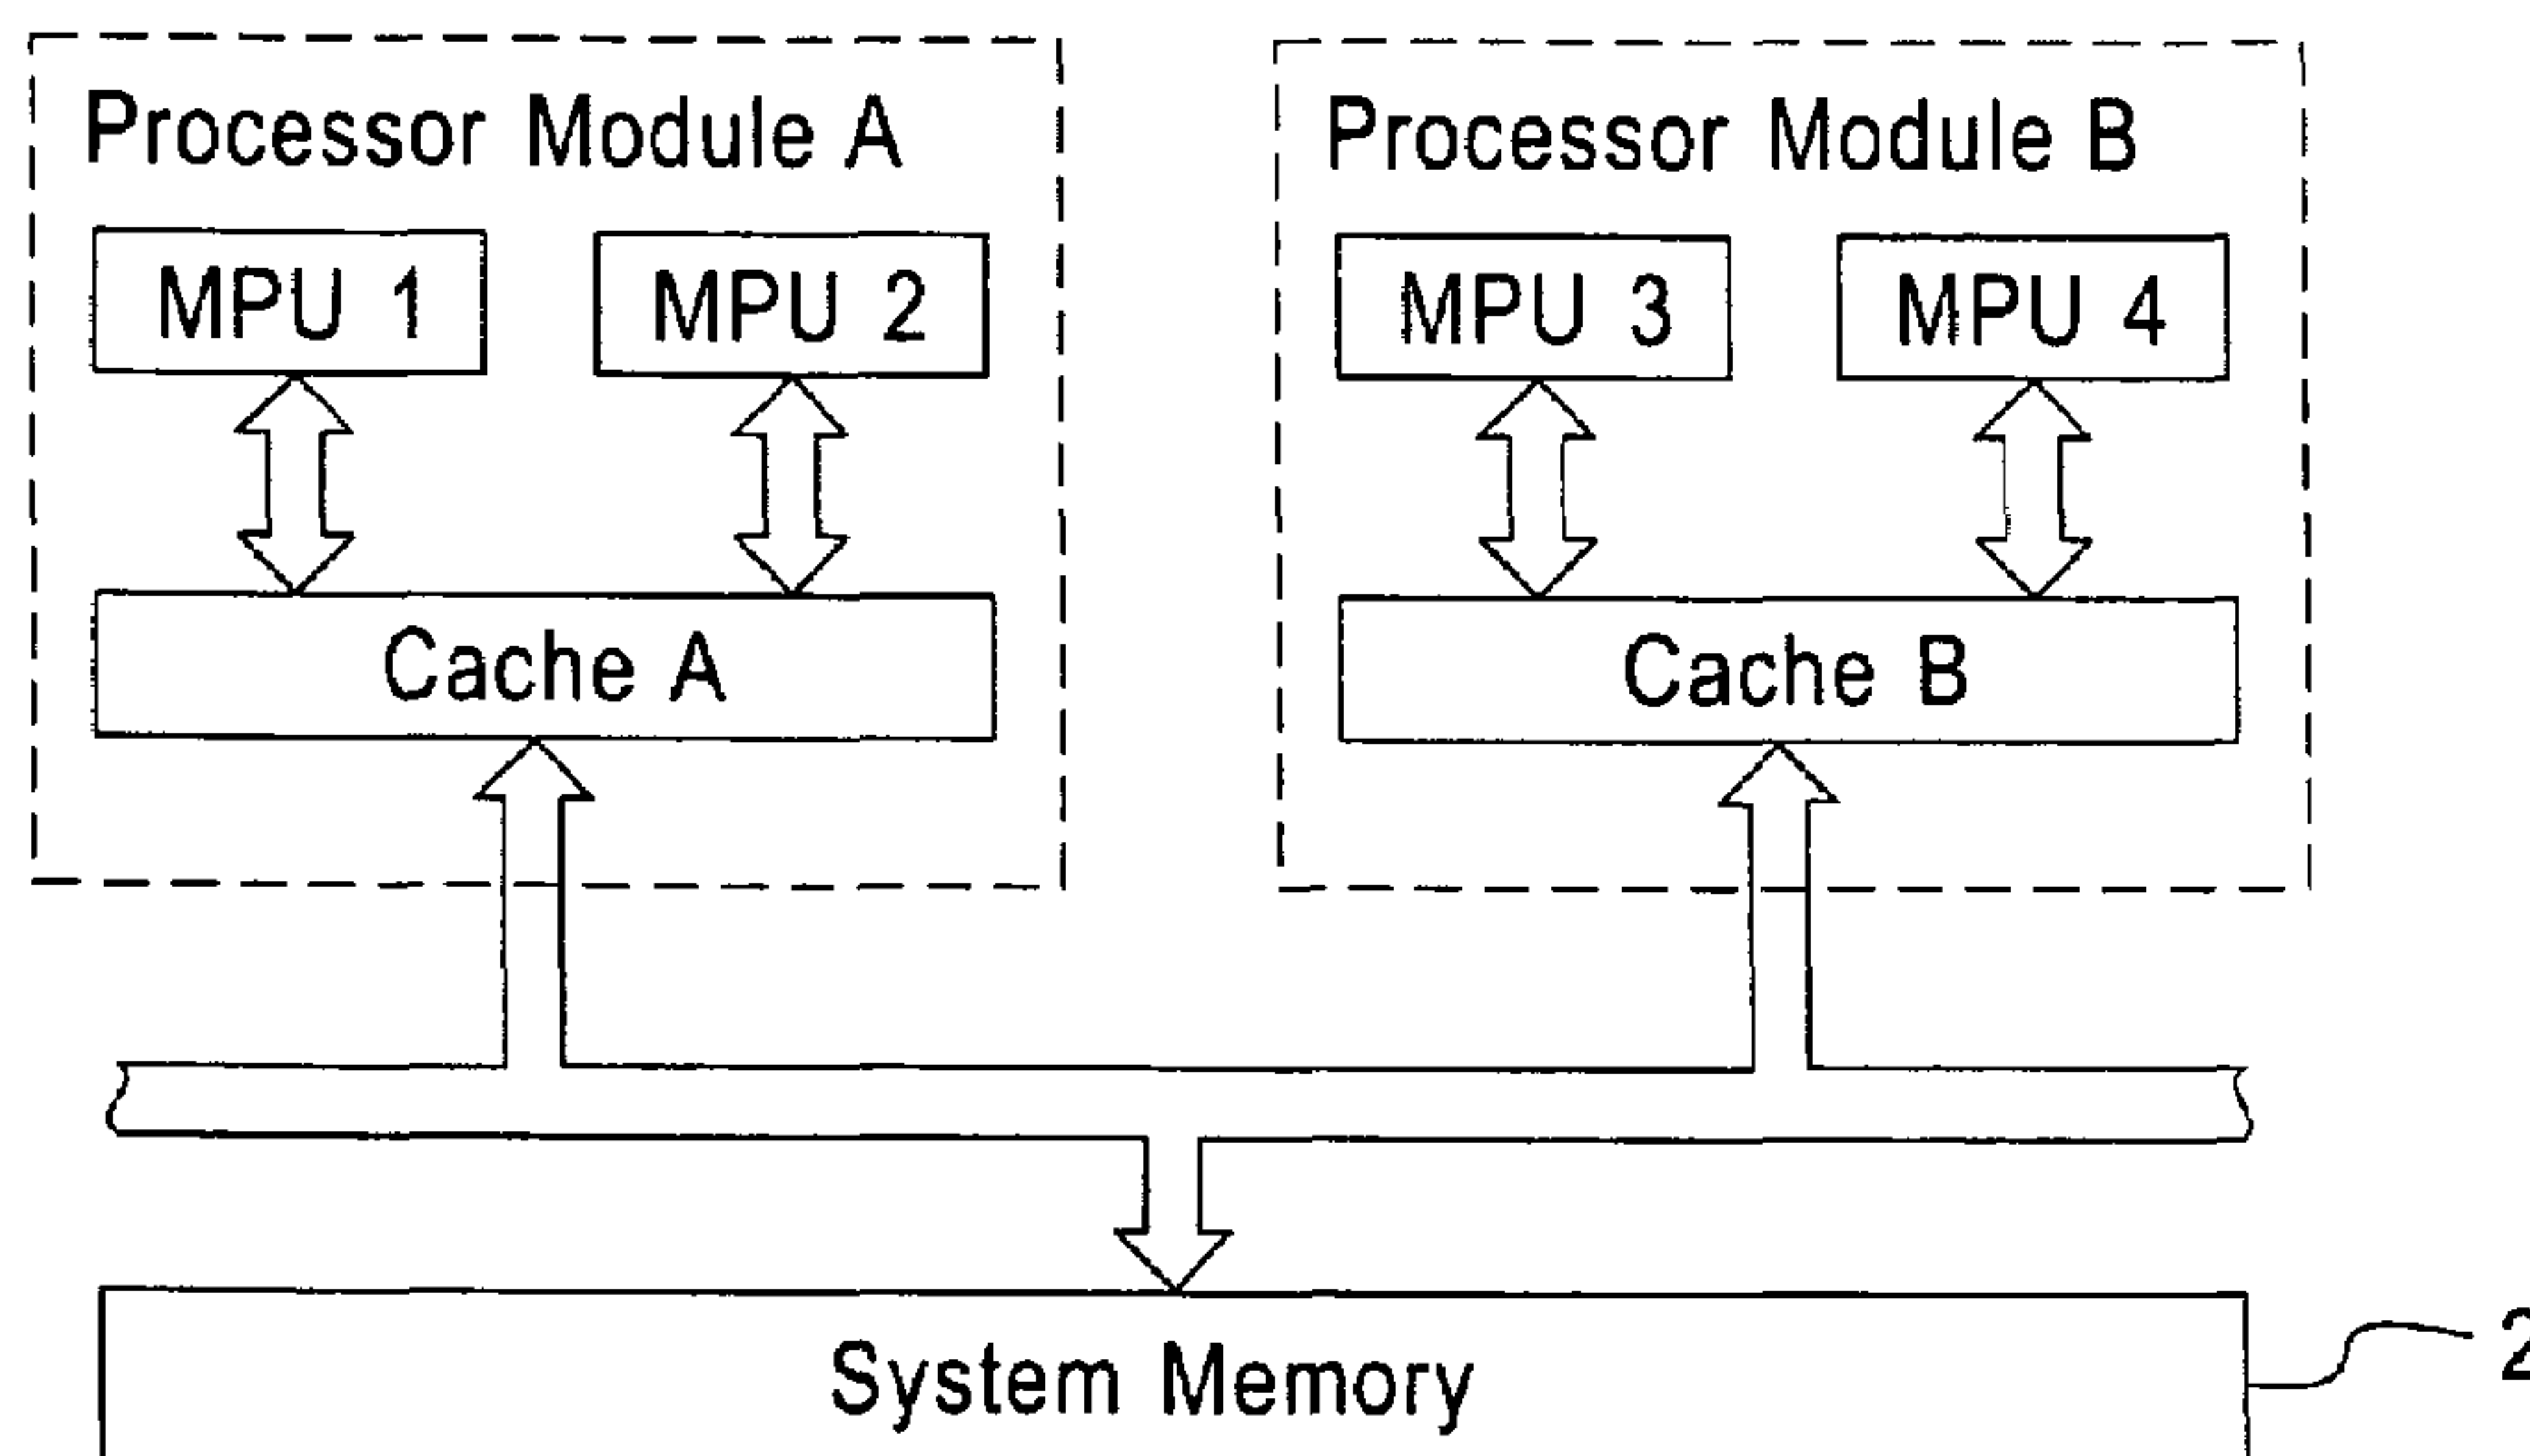 Processor Module A
Processor Module B
MPU 1
MPU 2
MPU 3
MPU 4
Cache A
Cache B
System Memory